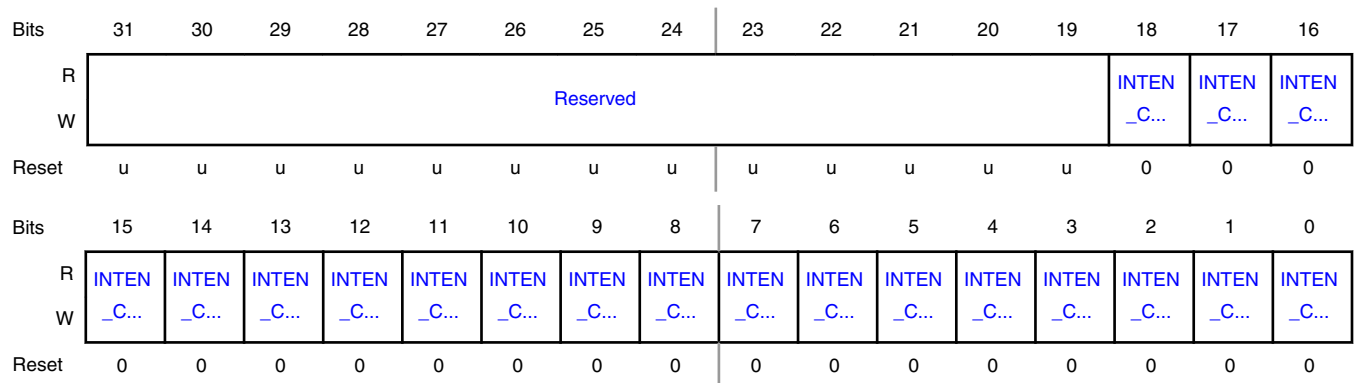 Bits 31 30 29 28 27 26 25 24 23 22 21 20 19 18 17 16
R Reserved INTEN INTEN INTEN
W _C... _C... _C...
Reset u u u u u u u u u u u u u 0 0 0
Bits 15 14 13 12 11 10 9 8 7 6 5 4 3 2 1 0
R INTEN INTEN INTEN INTEN INTEN INTEN INTEN INTEN INTEN INTEN INTEN INTEN INTEN INTEN INTEN INTEN
W _C... _C... _C... _C... _C... _C... _C... _C... _C... _C... _C... _C... _C... _C... _C... _C...
Reset 0 0 0 0 0 0 0 0 0 0 0 0 0 0 0 0